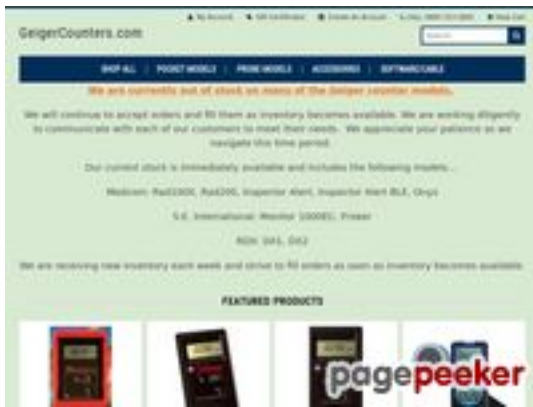 My Account Gift Certificates Create An Account View Cart
GeigerCounters.com
Search
SHOP ALL | POCKET MODELS | PROBE MODELS | ACCESSORIES | SOFTWARE/CABLE
We are currently out of stock on many of the Geiger counter models.
We will continue to accept orders and fill them as inventory becomes available. We are working diligently
to communicate with each of our customers to meet their needs. We appreciate your patience as we
navigate this time period.
Our current stock is immediately available and includes the following models...
Medcom: Rad100X, Rad200, Inspector Alert, Inspector Alert BLE, Onyx
S.E. International: Monitor 1000EC,
RDX: DX1, DX2
We are receiving new inventory each week and strive to fill orders as soon as inventory becomes available.
FEATURED PRODUCTS
pagepeeker